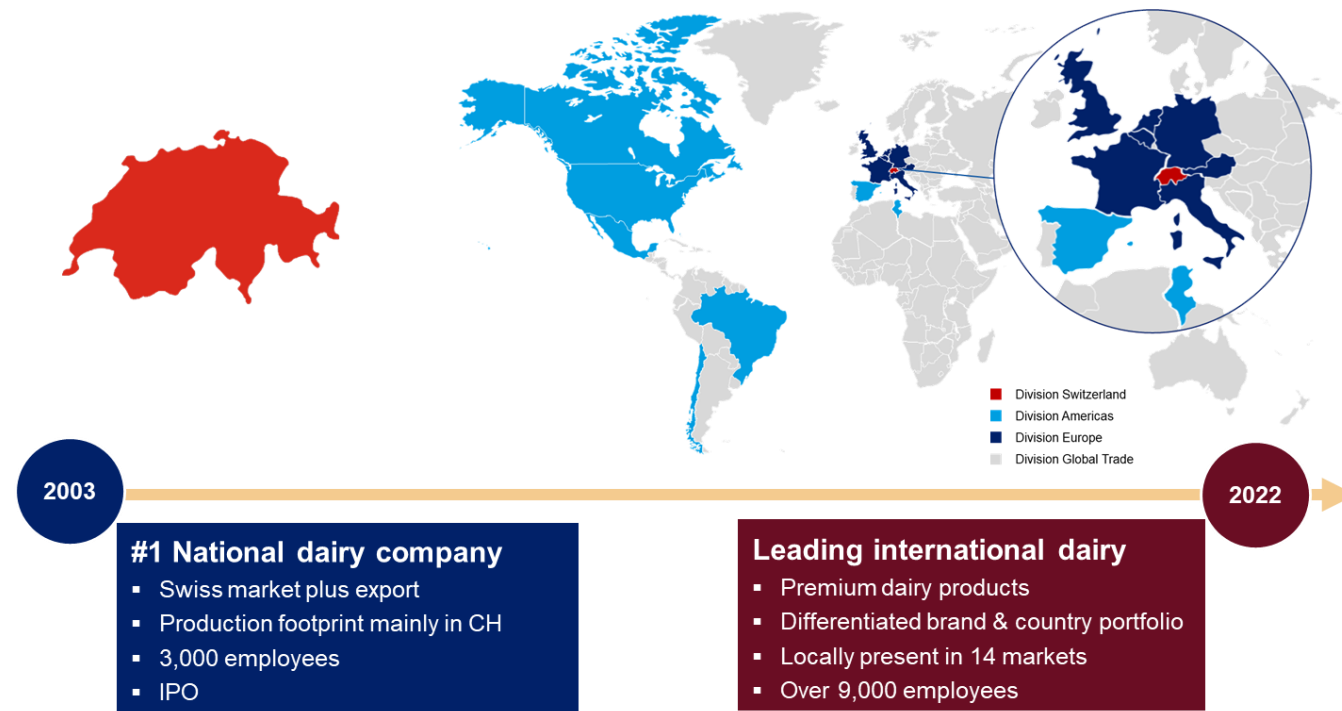 Division Switzerland
Division Americas
Division Europe
Division Global Trade
2003
2022
#1 National dairy company
▪ Swiss market plus export
▪ Production footprint mainly in CH
▪ 3,000 employees
▪ IPO
Leading international dairy
▪ Premium dairy products
▪ Differentiated brand & country portfolio
▪ Locally present in 14 markets
▪ Over 9,000 employees